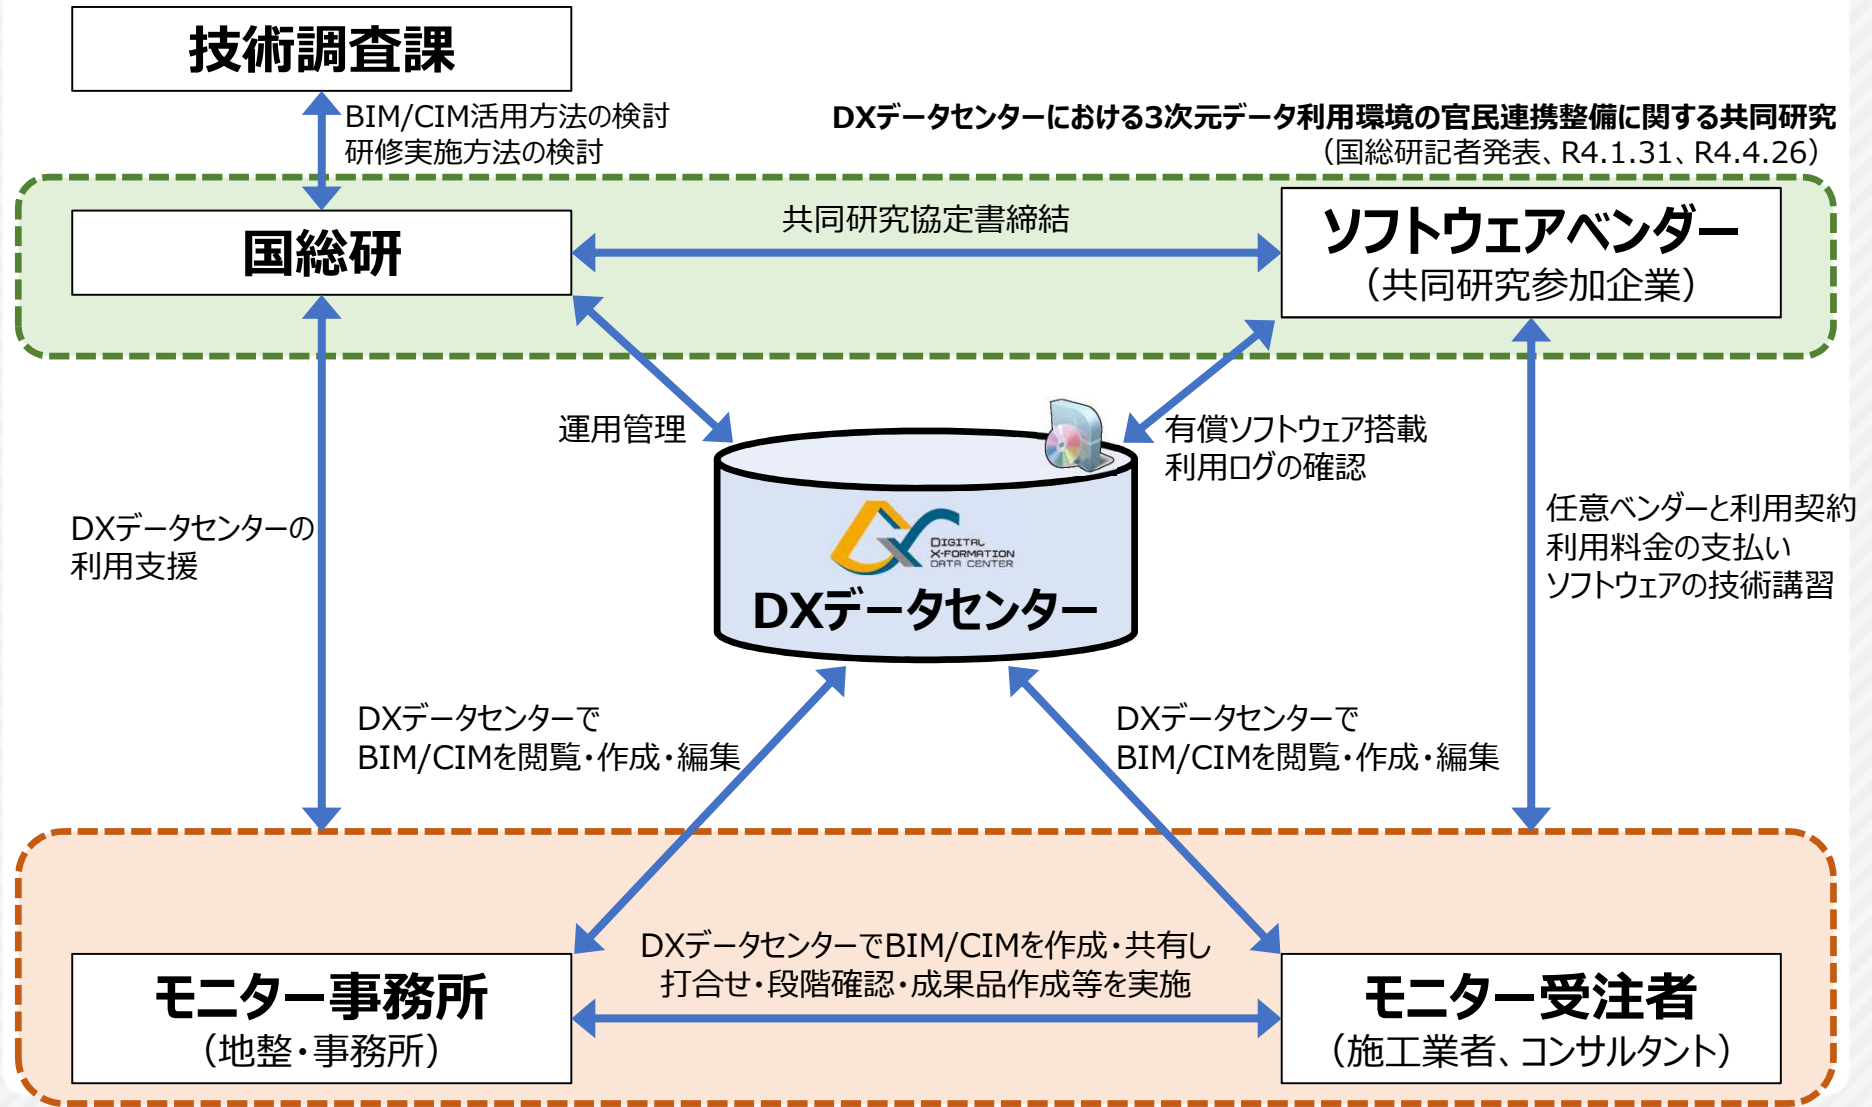 技術調査課
BIM/CIM活用方法の検討
研修実施方法の検討
DXデータセンターにおける3次元データ利用環境の官民連携整備に関する共同研究
（国総研記者発表、R4.1.31、R4.4.26）
国総研
共同研究協定書締結
ソフトウェアベンダー
（共同研究参加企業）
運用管理
有償ソフトウェア搭載
利用ログの確認
DXデータセンターの
利用支援
DIGITAL
X-FORMATION
DATA CENTER
DXデータセンター
任意ベンダーと利用契約
利用料金の支払い
ソフトウェアの技術講習
DXデータセンターで
BIM/CIMを閲覧・作成・編集
DXデータセンターで
BIM/CIMを閲覧・作成・編集
DXデータセンターでBIM/CIMを作成・共有し
打合せ・段階確認・成果品作成等を実施
モニター事務所
（地整・事務所）
モニター受注者
（施工業者、コンサルタント）